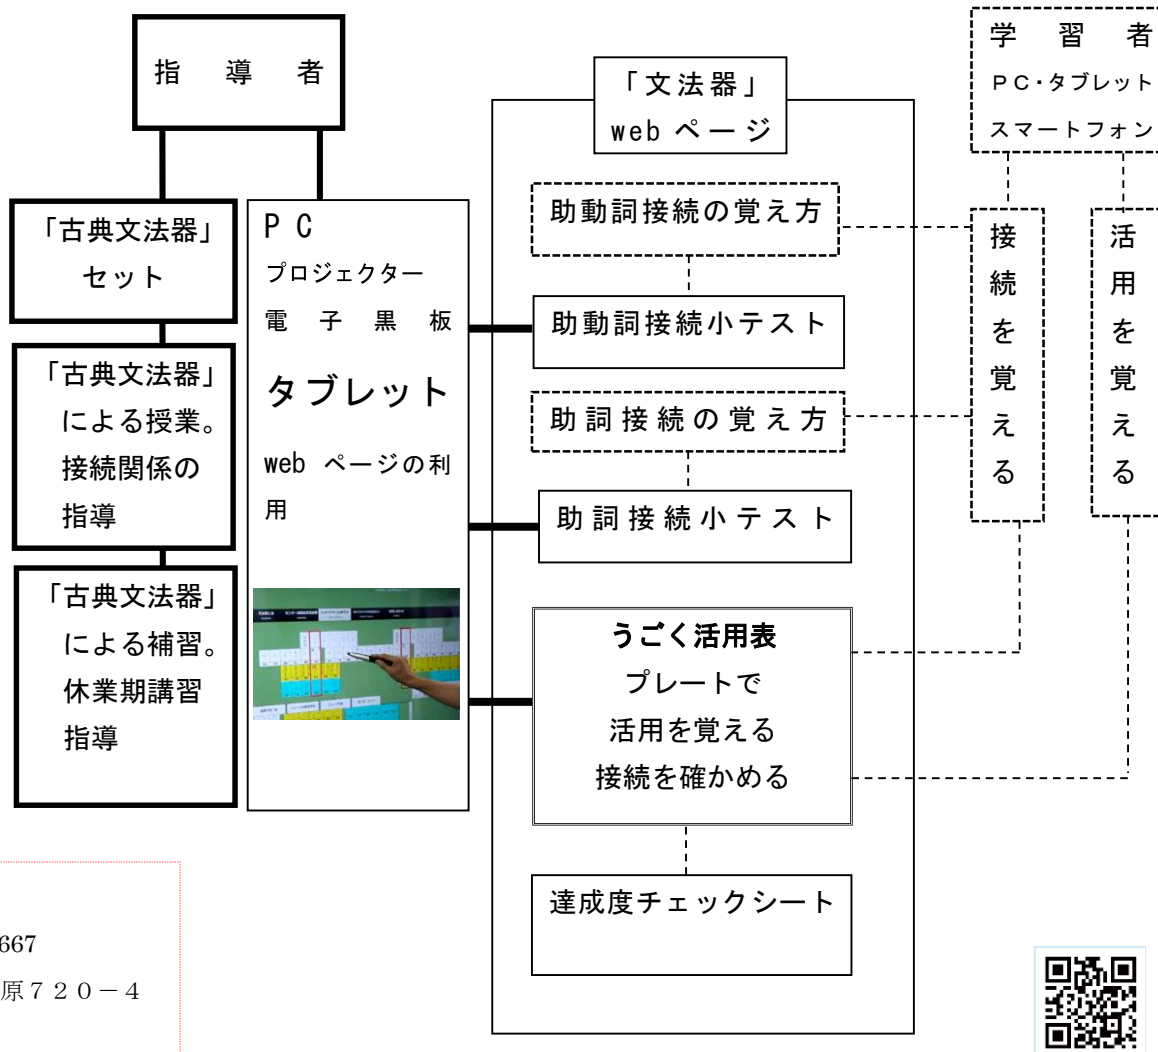 指導者
「古典文法器」
セット
「古典文法器」
による授業。
接続関係の
指導
「古典文法器」
による補習。
休業期講習
指導
PC
プロジェクター
電子黒板
タブレット
web ページの利
用
「文法器」
web ページ
助動詞接続の覚え方
助動詞接続小テスト
助詞接続の覚え方
助詞接続小テスト
うごく活用表
プレートで
活用を覚える
接続を確かめる
達成度チェックシート
学習者
PC・タブレット
スマートフォン
接続を覚える
活用を覚える
667
原720-4